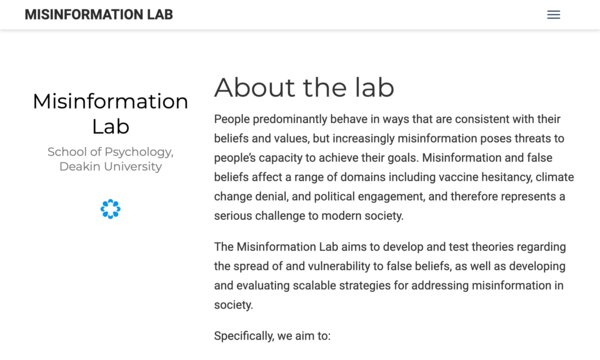 MISINFORMATION LAB
Misinformation
Lab
School of Psychology,
Deakin University
About the lab
People predominantly behave in ways that are consistent with their
beliefs and values, but increasingly misinformation poses threats to
people’s capacity to achieve their goals. Misinformation and false
beliefs affect a range of domains including vaccine hesitancy, climate
change denial, and political engagement, and therefore represents a
serious challenge to modern society.
The Misinformation Lab aims to develop and test theories regarding
the spread of and vulnerability to false beliefs, as well as developing
and evaluating scalable strategies for addressing misinformation in
society.
Specifically, we aim to: